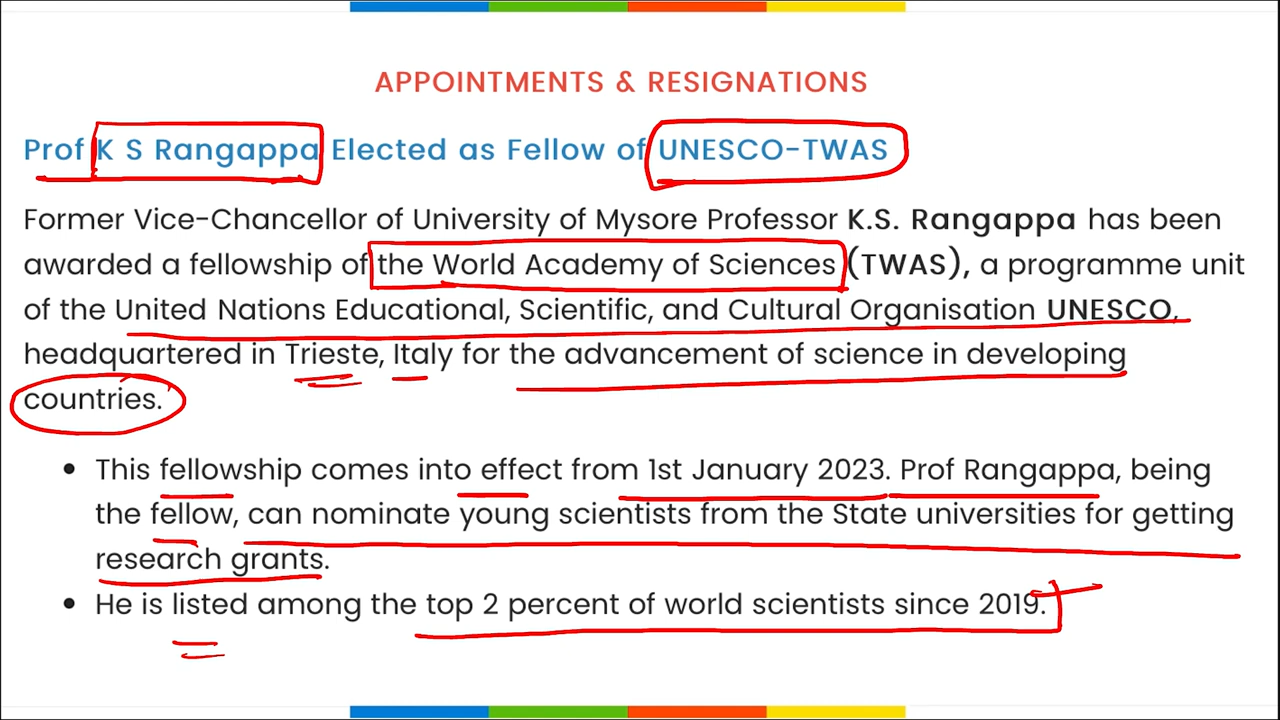 APPOINTMENTS & RESIGNATIONS
Prof K S Rangappa Elected as Fellow of UNESCO-TWAS
Former Vice-Chancellor of University of Mysore Professor K.S. Rangappa has been
awarded a fellowship of the World Academy of Sciences (TWAS), a programme unit
of the United Nations Educational, Scientific, and Cultural Organisation UNESCO,
headquartered in Trieste, Italy for the advancement of science in developing
countries.
• This fellowship comes into effect from 1st January 2023. Prof Rangappa, being
the fellow, can nominate young scientists from the State universities for getting
research grants.
• He is listed among the top 2 percent of world scientists since 2019.